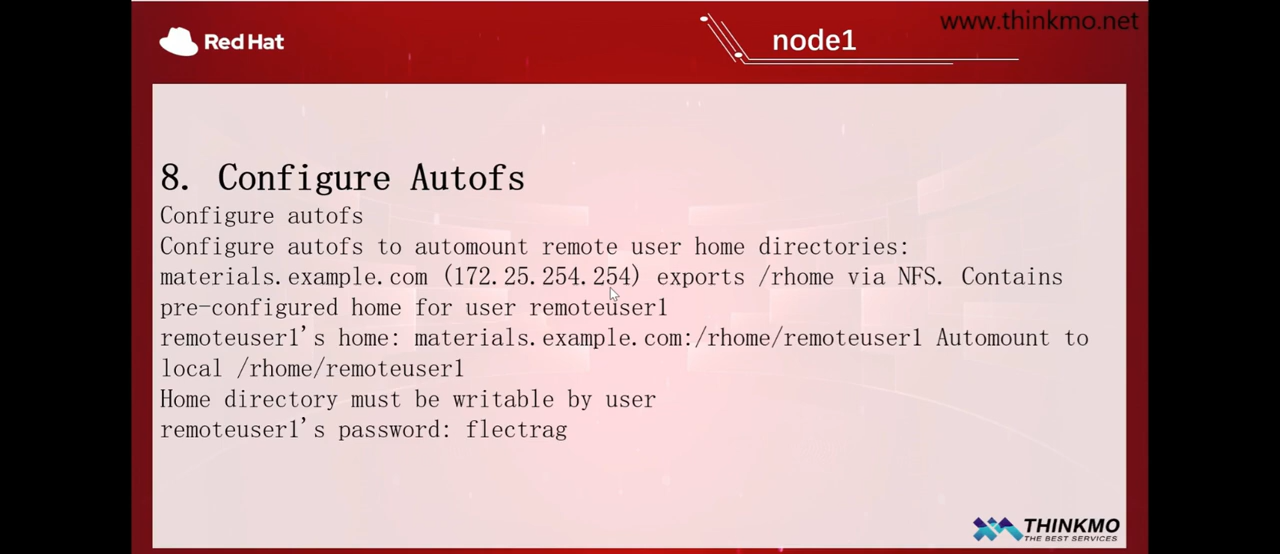 www.thinkmo.net
Red Hat
node1
8. Configure Autofs
Configure autofs
Configure autofs to automount remote user home directories:
materials.example.com (172.25.254.254) exports /rhome via NFS. Contains
pre-configured home for user remoteuser1
remoteuser1's home: materials.example.com:/rhome/remoteuser1 Automount to
local /rhome/remoteuser1
Home directory must be writable by user
remoteuser1's password: flectrag
THINKMO
THE BEST SERVICES